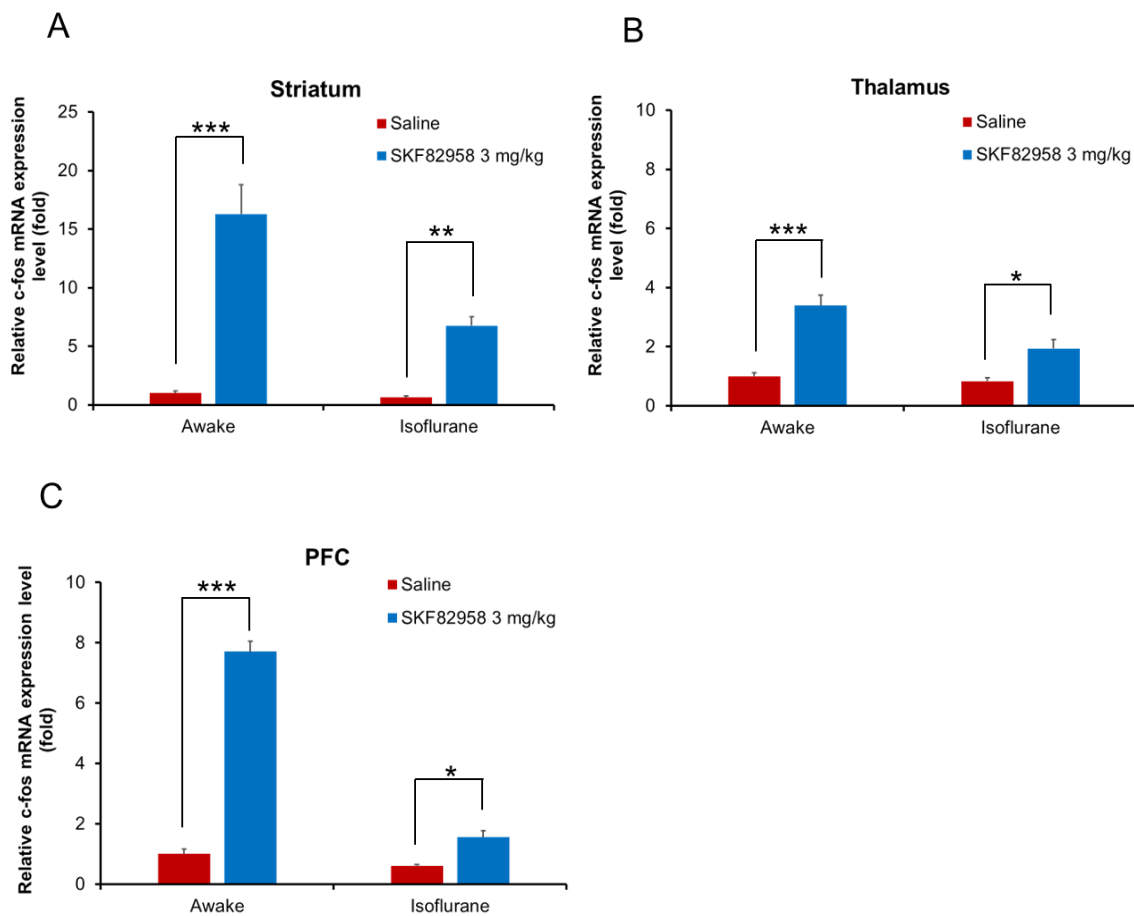 A
Striatum
Relative c-fos mRNA expression
level (fold)
25
20
15
10
5
0
Saline
SKF82958 3 mg/kg
***
**
Awake
Isoflurane
B
Thalamus
Relative c-fos mRNA expression
level (fold)
10
8
6
4
2
0
Saline
SKF82958 3 mg/kg
***
*
Awake
Isoflurane
C
PFC
Relative c-fos mRNA expression level
(fold)
10
8
6
4
2
0
Saline
SKF82958 3 mg/kg
***
*
Awake
Isoflurane